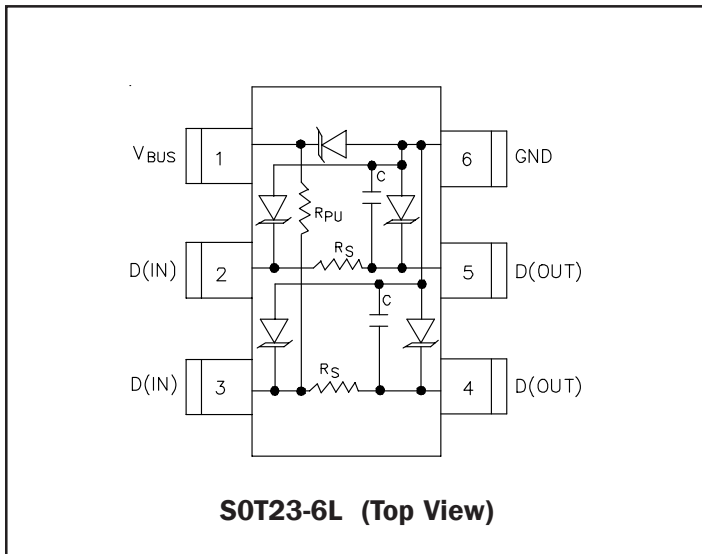 VBUS 1 6 GND
C
RPU
RS
D(IN) 2 5 D(OUT)
C
RS
D(IN) 3 4 D(OUT)
SOT23-6L (Top View)